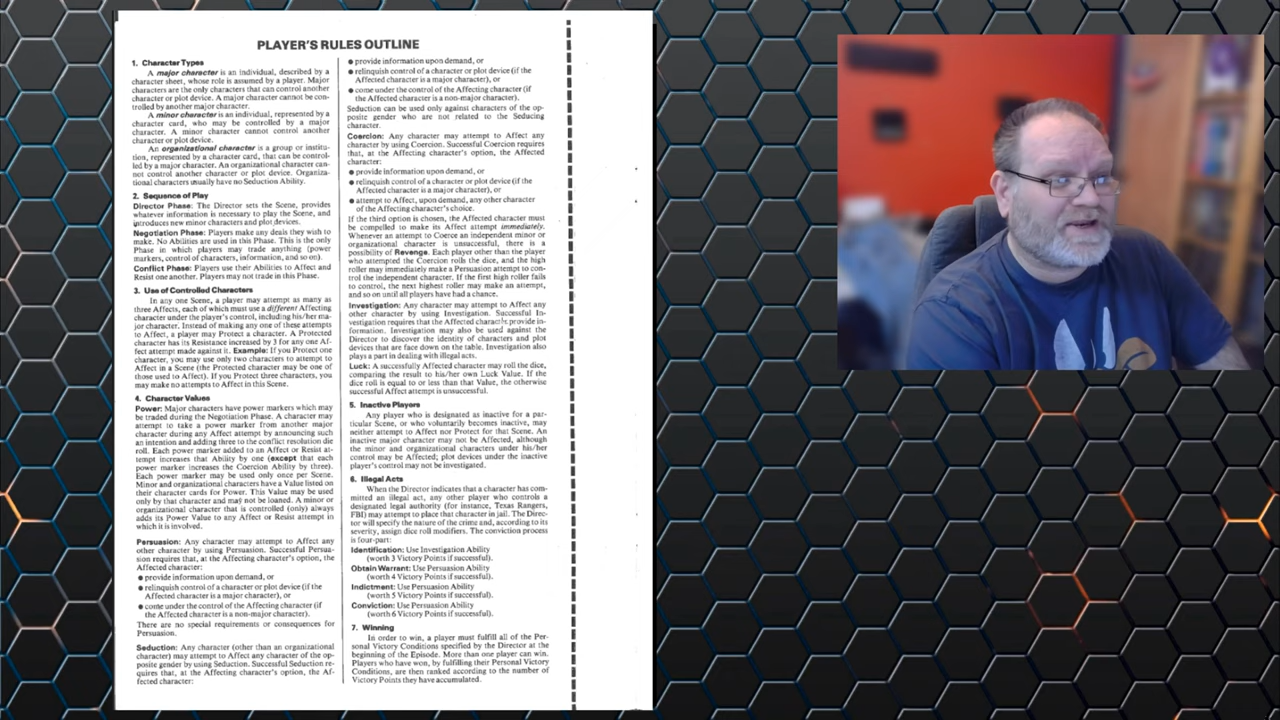 PLAYER'S RULES OUTLINE
1. Character Types
A major character is an individual, described by a
character sheet, whose role is assumed by a player. Major
characters are the only characters that can control another
character or plot device. A major character cannot be con-
trolled by another major character.
A minor character is an individual, represented by a
character card, who may be controlled by a major
character. A minor character cannot control another
character or plot device.
An organizational character is a group or institu-
tion, represented by a character card, that can be control-
led by a major character. An organizational character can-
not control another character or plot device. Organiza-
tional characters usually have no Seduction Ability.
2. Sequence of Play
Director Phase: The Director sets the Scene, provides
whatever information is necessary to play the Scene, and
introduces new minor characters and plot devices.
Negotiation Phase: Players make any deals they wish to
make. No Abilities are used in this Phase. This is the only
Phase in which players may trade anything (power
markers, control of characters, information, and so on).
Conflict Phase: Players use their Abilities to Affect and
Resist one another. Players may not trade in this Phase.
3. Use of Controlled Characters
In any one Scene, a player may attempt as many as
three Affects, each of which must use a different Affecting
character under the player's control, including his/her ma-
jor character. Instead of making any one of these attempts
to Affect, a player may Protect a character. A Protected
character has its Resistance increased by 3 for any one Af-
fect attempt made against it. Example: If you Protect one
character, you may use only two characters to attempt to
Affect in a Scene (the Protected character may be one of
those used to Affect). If you Protect three characters, you
may make no attempts to Affect in this Scene.
4. Character Values
Power: Major characters have power markers which may
be traded during the Negotiation Phase. A character may
attempt to take a power marker from another major
character during any Affect attempt by announcing such
an intention and adding three to the conflict resolution die
roll. Each power marker added to an Affect or Resist at-
tempt increases that Ability by one (except that each
power marker increases the Coercion Ability by three).
Each power marker may be used only once per Scene.
Minor and organizational characters have a Value listed on
their character cards for Power. This Value may be used
only by that character and may not be loaned. A minor or
organizational character that is controlled (only) always
adds its Power Value to any Affect or Resist attempt in
which it is involved.
Persuasion: Any character may attempt to Affect any
other character by using Persuasion. Successful Persua-
sion requires that, at the Affecting character's option, the
Affected character:
● provide information upon demand, or
● relinquish control of a character or plot device (if the
Affected character is a major character), or
● come under the control of the Affecting character (if
the Affected character is a non-major character).
There are no special requirements or consequences for
Persuasion.
Seduction: Any character (other than an organizational
character) may attempt to Affect any character of the op-
posite gender by using Seduction. Successful Seduction re-
quires that, at the Affecting character's option, the Af-
fected character:
● provide information upon demand, or
● relinquish control of a character or plot device (if the
Affected character is a major character), or
● come under the control of the Affecting character (if
the Affected character is a non-major character).
Seduction can be used only against characters of the op-
posite gender who are not related to the Seducing
character.
Coercion: Any character may attempt to Affect any
character by using Coercion. Successful Coercion requires
that, at the Affecting character's option, the Affected
character:
● provide information upon demand, or
● relinquish control of a character or plot device (if the
Affected character is a major character), or
● attempt to Affect, upon demand, any other character
of the Affecting character's choice.
If the third option is chosen, the Affected character must
be compelled to make its Affect attempt immediately.
Whenever an attempt to Coerce an independent minor or
organizational character is unsuccessful, there is a
possibility of Revenge. Each player other than the player
who attempted the Coercion rolls the dice, and the high
roller may immediately make a Persuasion attempt to con-
trol the independent character. If the first high roller fails
to control, the next highest roller may make an attempt,
and so on until all players have had a chance.
Investigation: Any character may attempt to Affect any
other character by using Investigation. Successful In-
vestigation requires that the Affected character provide in-
formation. Investigation may also be used against the
Director to discover the identity of characters and plot
devices that are face down on the table. Investigation also
plays a part in dealing with illegal acts.
Luck: A successfully Affected character may roll the dice,
comparing the result to his/her own Luck Value. If the
dice roll is equal to or less than that Value, the otherwise
successful Affect attempt is unsuccessful.
5. Inactive Players
Any player who is designated as inactive for a par-
ticular Scene, or who voluntarily becomes inactive, may
neither attempt to Affect nor Protect for that Scene. An
inactive major character may not be Affected, although
the minor and organizational characters under his/her
control may be Affected; plot devices under the inactive
player's control may not be investigated.
6. Illegal Acts
When the Director indicates that a character has com-
mitted an illegal act, any other player who controls a
designated legal authority (for instance, Texas Rangers,
FBI) may attempt to place that character in jail. The Direc-
tor will specify the nature of the crime and, according to its
severity, assign dice roll modifiers. The conviction process
is four-part:
Identification: Use Investigation Ability
(worth 3 Victory Points if successful).
Obtain Warrant: Use Persuasion Ability
(worth 4 Victory Points if successful).
Indictment: Use Persuasion Ability
(worth 5 Victory Points if successful).
Conviction: Use Persuasion Ability
(worth 6 Victory Points if successful).
7. Winning
In order to win, a player must fulfill all of the Per-
sonal Victory Conditions specified by the Director at the
beginning of the Episode. More than one player can win.
Players who have won, by fulfilling their Personal Victory
Conditions, are then ranked according to the number of
Victory Points they have accumulated.